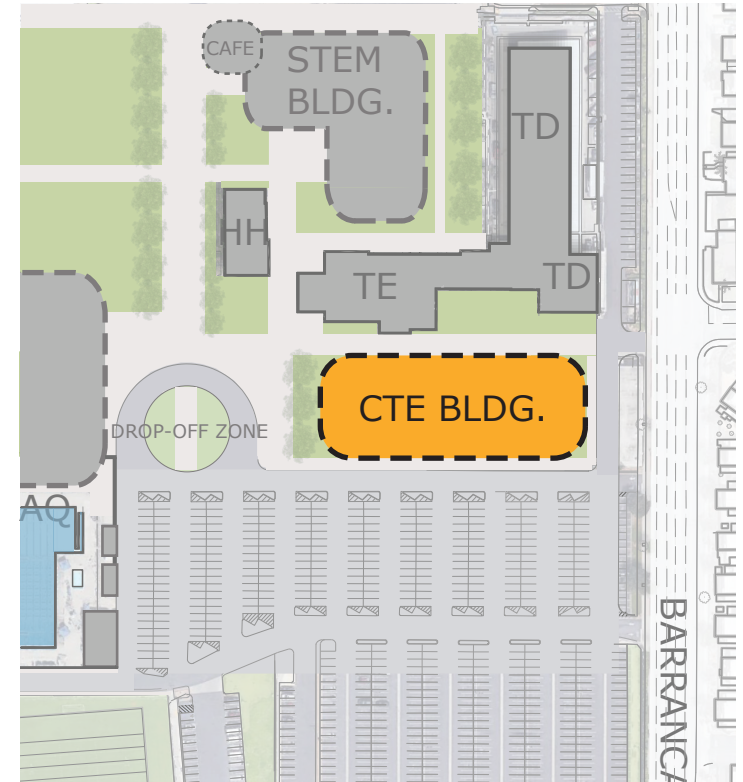 CAFE
STEM
BLDG.
TD
HH
TE
TD
CTE BLDG.
DROP-OFF ZONE
AQ
BARRANCA